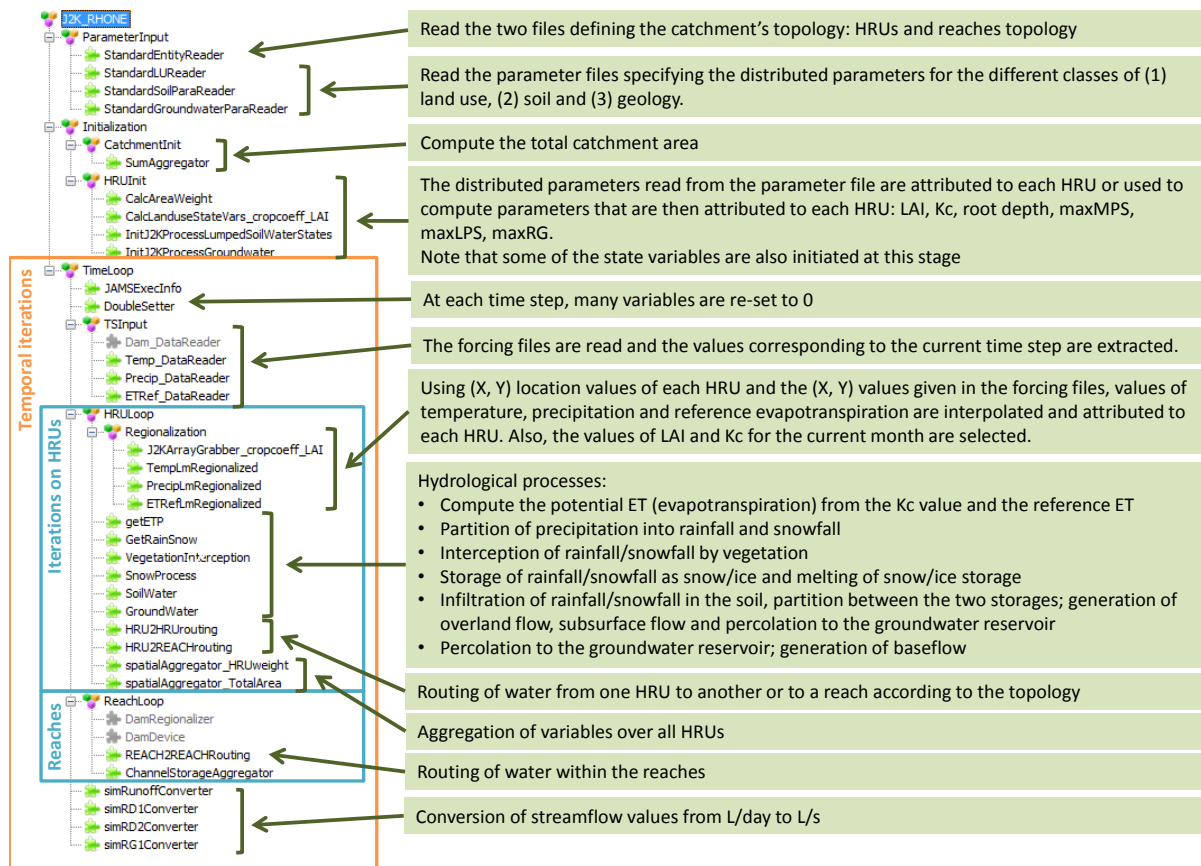 J2K_RHONE
ParameterInput
StandardEntityReader
StandardLUReader
StandardSoilParaReader
StandardGroundwaterParaReader
Initialization
CatchmentInit
SumAggregator
HRUInit
CalcAreaWeight
CalcLanduseStateVars_cropcoeff_LAI
InitJ2KProcessLumpedSoilWaterStates
InitJ2KProcessGroundwater
TimeLoop
JAMSExecInfo
DoubleSetter
TSInput
Dam_DataReader
Temp_DataReader
Precip_DataReader
ETRef_DataReader
HRULoop
Regionalization
J2KArrayGrabber_cropcoeff_LAI
TempLmRegionalized
PrecipLmRegionalized
ETRefLmRegionalized
getETP
GetRainSnow
VegetationInterception
SnowProcess
SoilWater
GroundWater
HRU2HRUrouting
HRU2REACHrouting
spatialAggregator_HRUweight
spatialAggregator_TotalArea
ReachLoop
DamRegionalizer
DamDevice
REACH2REACHRouting
ChannelStorageAggregator
simRunoffConverter
simRD1Converter
simRD2Converter
simRG1Converter
Temporal iterations
Iterations on HRUs
Reaches
Read the two files defining the catchment's topology: HRUs and reaches topology
Read the parameter files specifying the distributed parameters for the different classes of (1)
land use, (2) soil and (3) geology.
Compute the total catchment area
The distributed parameters read from the parameter file are attributed to each HRU or used to
compute parameters that are then attributed to each HRU: LAI, Kc, root depth, maxMPS,
maxLPS, maxRG.
Note that some of the state variables are also initiated at this stage
At each time step, many variables are re-set to 0
The forcing files are read and the values corresponding to the current time step are extracted.
Using (X, Y) location values of each HRU and the (X, Y) values given in the forcing files, values of
temperature, precipitation and reference evapotranspiration are interpolated and attributed to
each HRU. Also, the values of LAI and Kc for the current month are selected.
Hydrological processes:
• Compute the potential ET (evapotranspiration) from the Kc value and the reference ET
• Partition of precipitation into rainfall and snowfall
• Interception of rainfall/snowfall by vegetation
• Storage of rainfall/snowfall as snow/ice and melting of snow/ice storage
• Infiltration of rainfall/snowfall in the soil, partition between the two storages; generation of
overland flow, subsurface flow and percolation to the groundwater reservoir
• Percolation to the groundwater reservoir; generation of baseflow
Routing of water from one HRU to another or to a reach according to the topology
Aggregation of variables over all HRUs
Routing of water within the reaches
Conversion of streamflow values from L/day to L/s